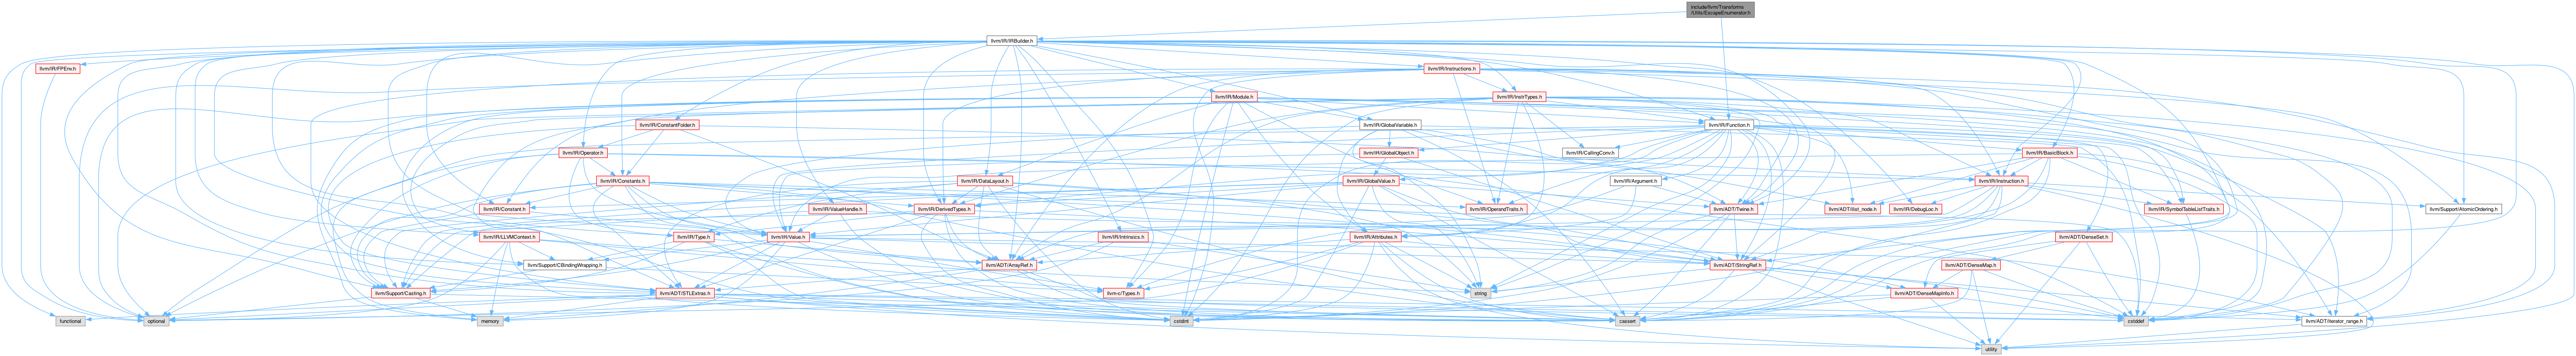 include/llvm/Transforms
/Utils/EscapeEnumerator.h
llvm/IR/IRBuilder.h
llvm/IR/FPEnv.h
llvm/IR/Instructions.h
llvm/IR/Module.h
llvm/IR/InstrTypes.h
llvm/IR/ConstantFolder.h
llvm/IR/GlobalVariable.h
llvm/IR/Function.h
llvm/IR/Operator.h
llvm/IR/GlobalObject.h
llvm/IR/CallingConv.h
llvm/IR/BasicBlock.h
llvm/IR/Constants.h
llvm/IR/DataLayout.h
llvm/IR/GlobalValue.h
llvm/IR/Argument.h
llvm/IR/Instruction.h
llvm/IR/Constant.h
llvm/IR/ValueHandle.h
llvm/IR/DerivedTypes.h
llvm/IR/OperandTraits.h
llvm/ADT/Twine.h
llvm/ADT/ilist_node.h
llvm/IR/DebugLoc.h
llvm/IR/SymbolTableListTraits.h
llvm/Support/AtomicOrdering.h
llvm/IR/LLVMContext.h
llvm/IR/Type.h
llvm/IR/Value.h
llvm/IR/Intrinsics.h
llvm/IR/Attributes.h
llvm/ADT/DenseSet.h
llvm/Support/CBindingWrapping.h
llvm/ADT/ArrayRef.h
llvm/ADT/StringRef.h
llvm/ADT/DenseMap.h
llvm/Support/Casting.h
llvm/ADT/STLExtras.h
llvm-c/Types.h
string
llvm/ADT/DenseMapInfo.h
functional
optional
memory
cstdint
cassert
cstddef
llvm/ADT/iterator_range.h
utility